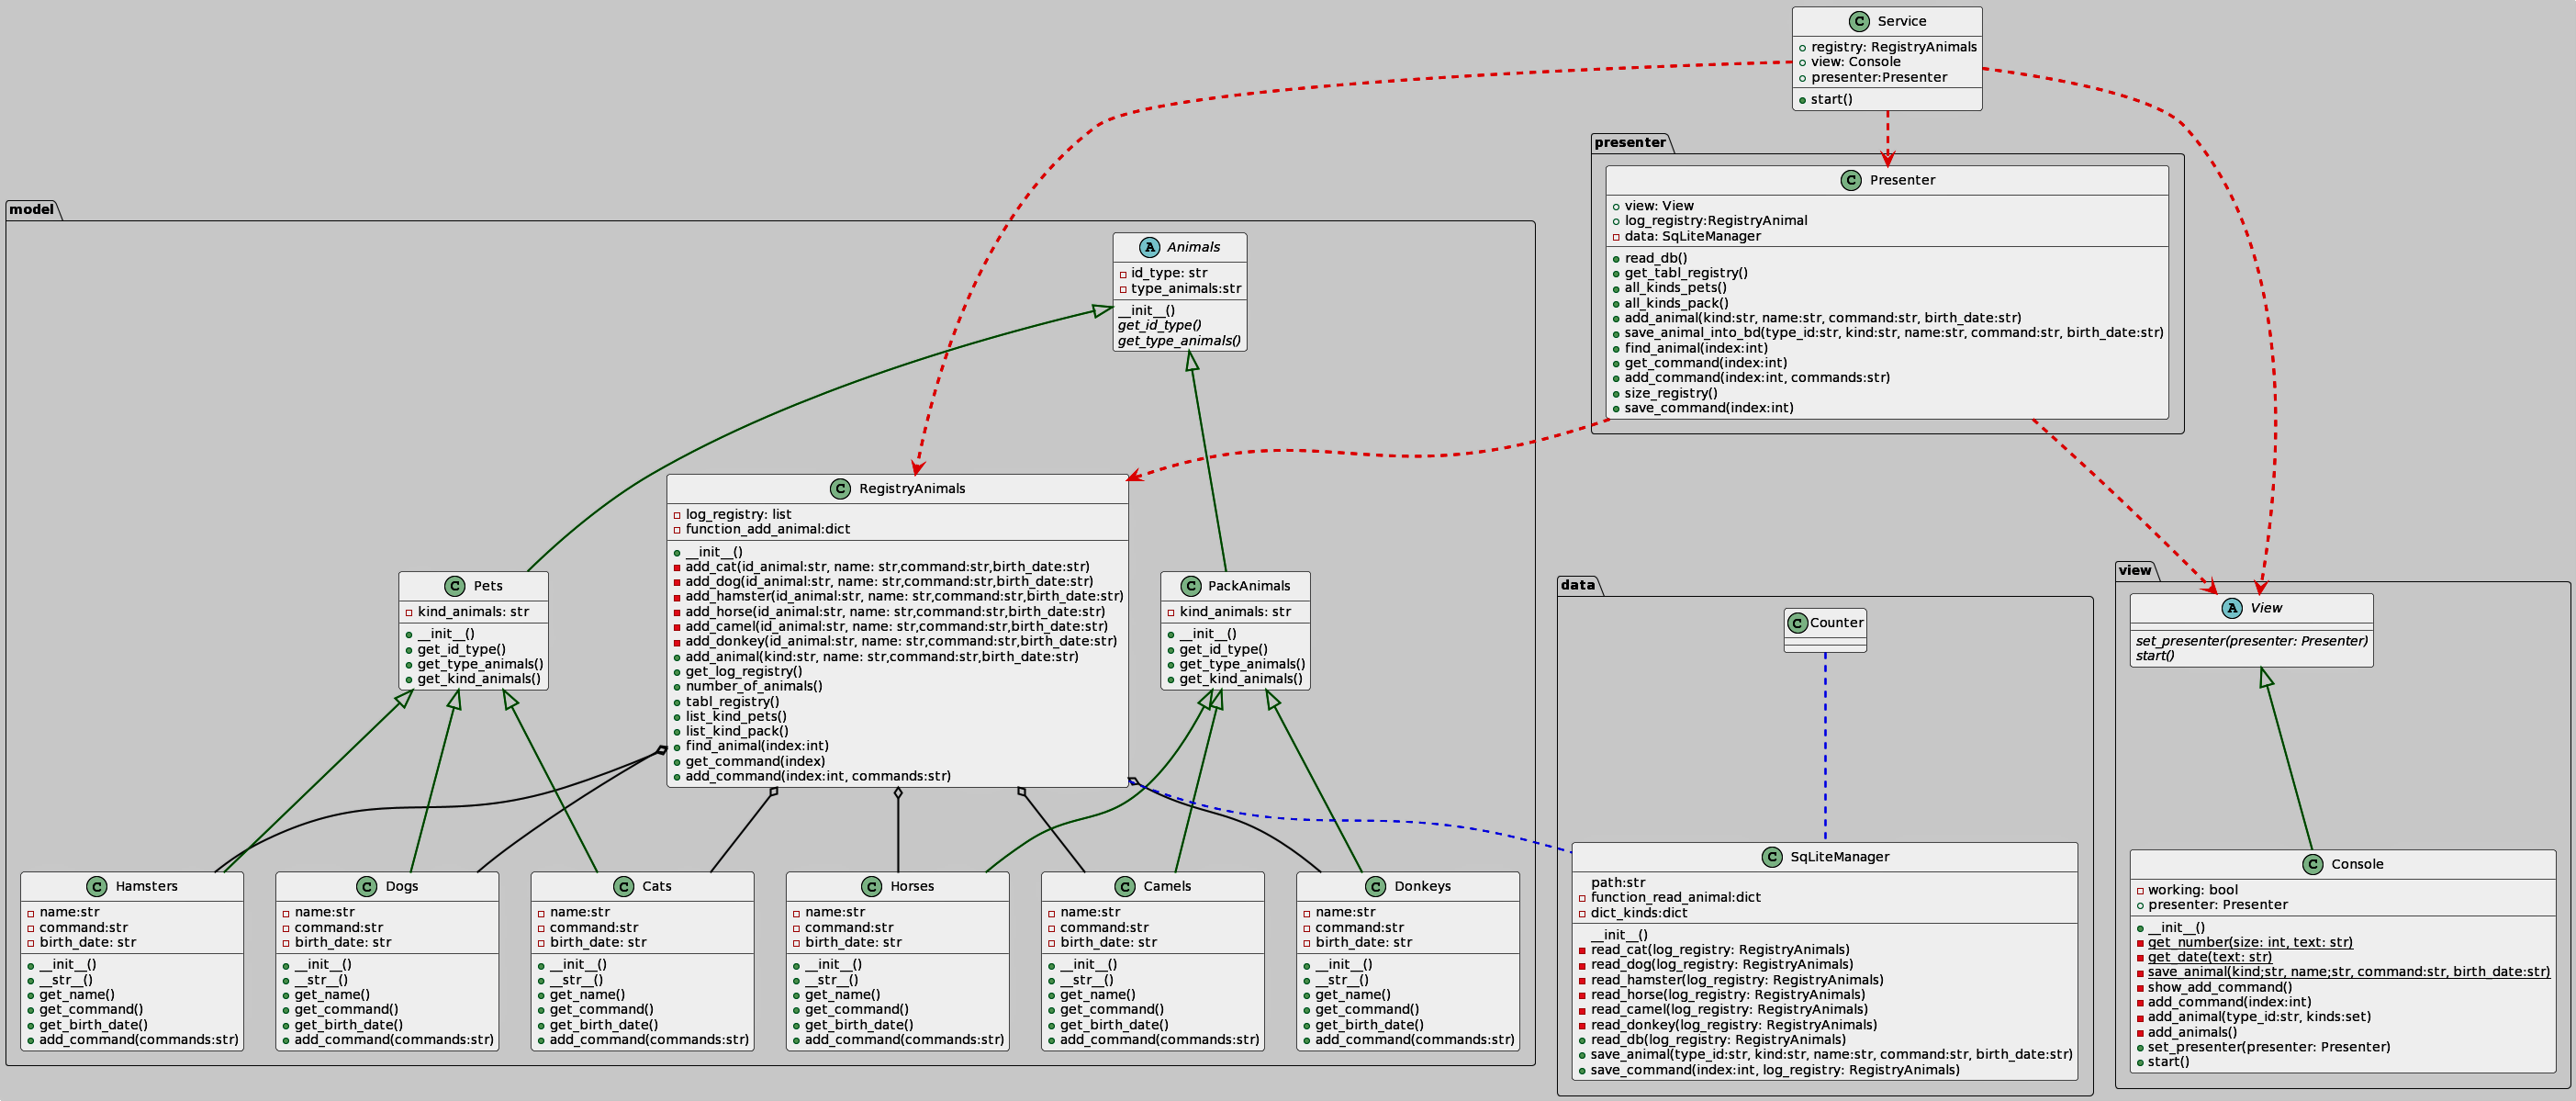 C Service
registry: RegistryAnimals
view: Console
presenter:Presenter
start()
presenter
C Presenter
view: View
log_registry:RegistryAnimal
data: SqLiteManager
read_db()
get_tabl_registry()
all_kinds_pets()
all_kinds_pack()
add_animal(kind:str, name:str, command:str, birth_date:str)
save_animal_into_bd(type_id:str, kind:str, name:str, command:str, birth_date:str)
find_animal(index:int)
get_command(index:int)
add_command(index:int, commands:str)
size_registry()
save_command(index:int)
model
A Animals
id_type: str
type_animals:str
__init__()
get_id_type()
get_type_animals()
C RegistryAnimals
log_registry: list
function_add_animal:dict
__init__()
add_cat(id_animal:str, name: str,command:str,birth_date:str)
add_dog(id_animal:str, name: str,command:str,birth_date:str)
add_hamster(id_animal:str, name: str,command:str,birth_date:str)
add_horse(id_animal:str, name: str,command:str,birth_date:str)
add_camel(id_animal:str, name: str,command:str,birth_date:str)
add_donkey(id_animal:str, name: str,command:str,birth_date:str)
add_animal(kind:str, name: str,command:str,birth_date:str)
get_log_registry()
number_of_animals()
tabl_registry()
list_kind_pets()
list_kind_pack()
find_animal(index:int)
get_command(index)
add_command(index:int, commands:str)
C Pets
kind_animals: str
__init__()
get_id_type()
get_type_animals()
get_kind_animals()
C PackAnimals
kind_animals: str
__init__()
get_id_type()
get_type_animals()
get_kind_animals()
C Hamsters
name:str
command:str
birth_date: str
__init__()
__str__()
get_name()
get_command()
get_birth_date()
add_command(commands:str)
C Dogs
name:str
command:str
birth_date: str
__init__()
__str__()
get_name()
get_command()
get_birth_date()
add_command(commands:str)
C Cats
name:str
command:str
birth_date: str
__init__()
__str__()
get_name()
get_command()
get_birth_date()
add_command(commands:str)
C Horses
name:str
command:str
birth_date: str
__init__()
__str__()
get_name()
get_command()
get_birth_date()
add_command(commands:str)
C Camels
name:str
command:str
birth_date: str
__init__()
__str__()
get_name()
get_command()
get_birth_date()
add_command(commands:str)
C Donkeys
name:str
command:str
birth_date: str
__init__()
__str__()
get_name()
get_command()
get_birth_date()
add_command(commands:str)
data
C Counter
C SqLiteManager
path:str
function_read_animal:dict
dict_kinds:dict
__init__()
read_cat(log_registry: RegistryAnimals)
read_dog(log_registry: RegistryAnimals)
read_hamster(log_registry: RegistryAnimals)
read_horse(log_registry: RegistryAnimals)
read_camel(log_registry: RegistryAnimals)
read_donkey(log_registry: RegistryAnimals)
read_db(log_registry: RegistryAnimals)
save_animal(type_id:str, kind:str, name:str, command:str, birth_date:str)
save_command(index:int, log_registry: RegistryAnimals)
view
A View
set_presenter(presenter: Presenter)
start()
C Console
working: bool
presenter: Presenter
__init__()
get_number(size: int, text: str)
get_date(text: str)
save_animal(kind;str, name;str, command:str, birth_date:str)
show_add_command()
add_command(index:int)
add_animal(type_id:str, kinds:set)
add_animals()
set_presenter(presenter: Presenter)
start()